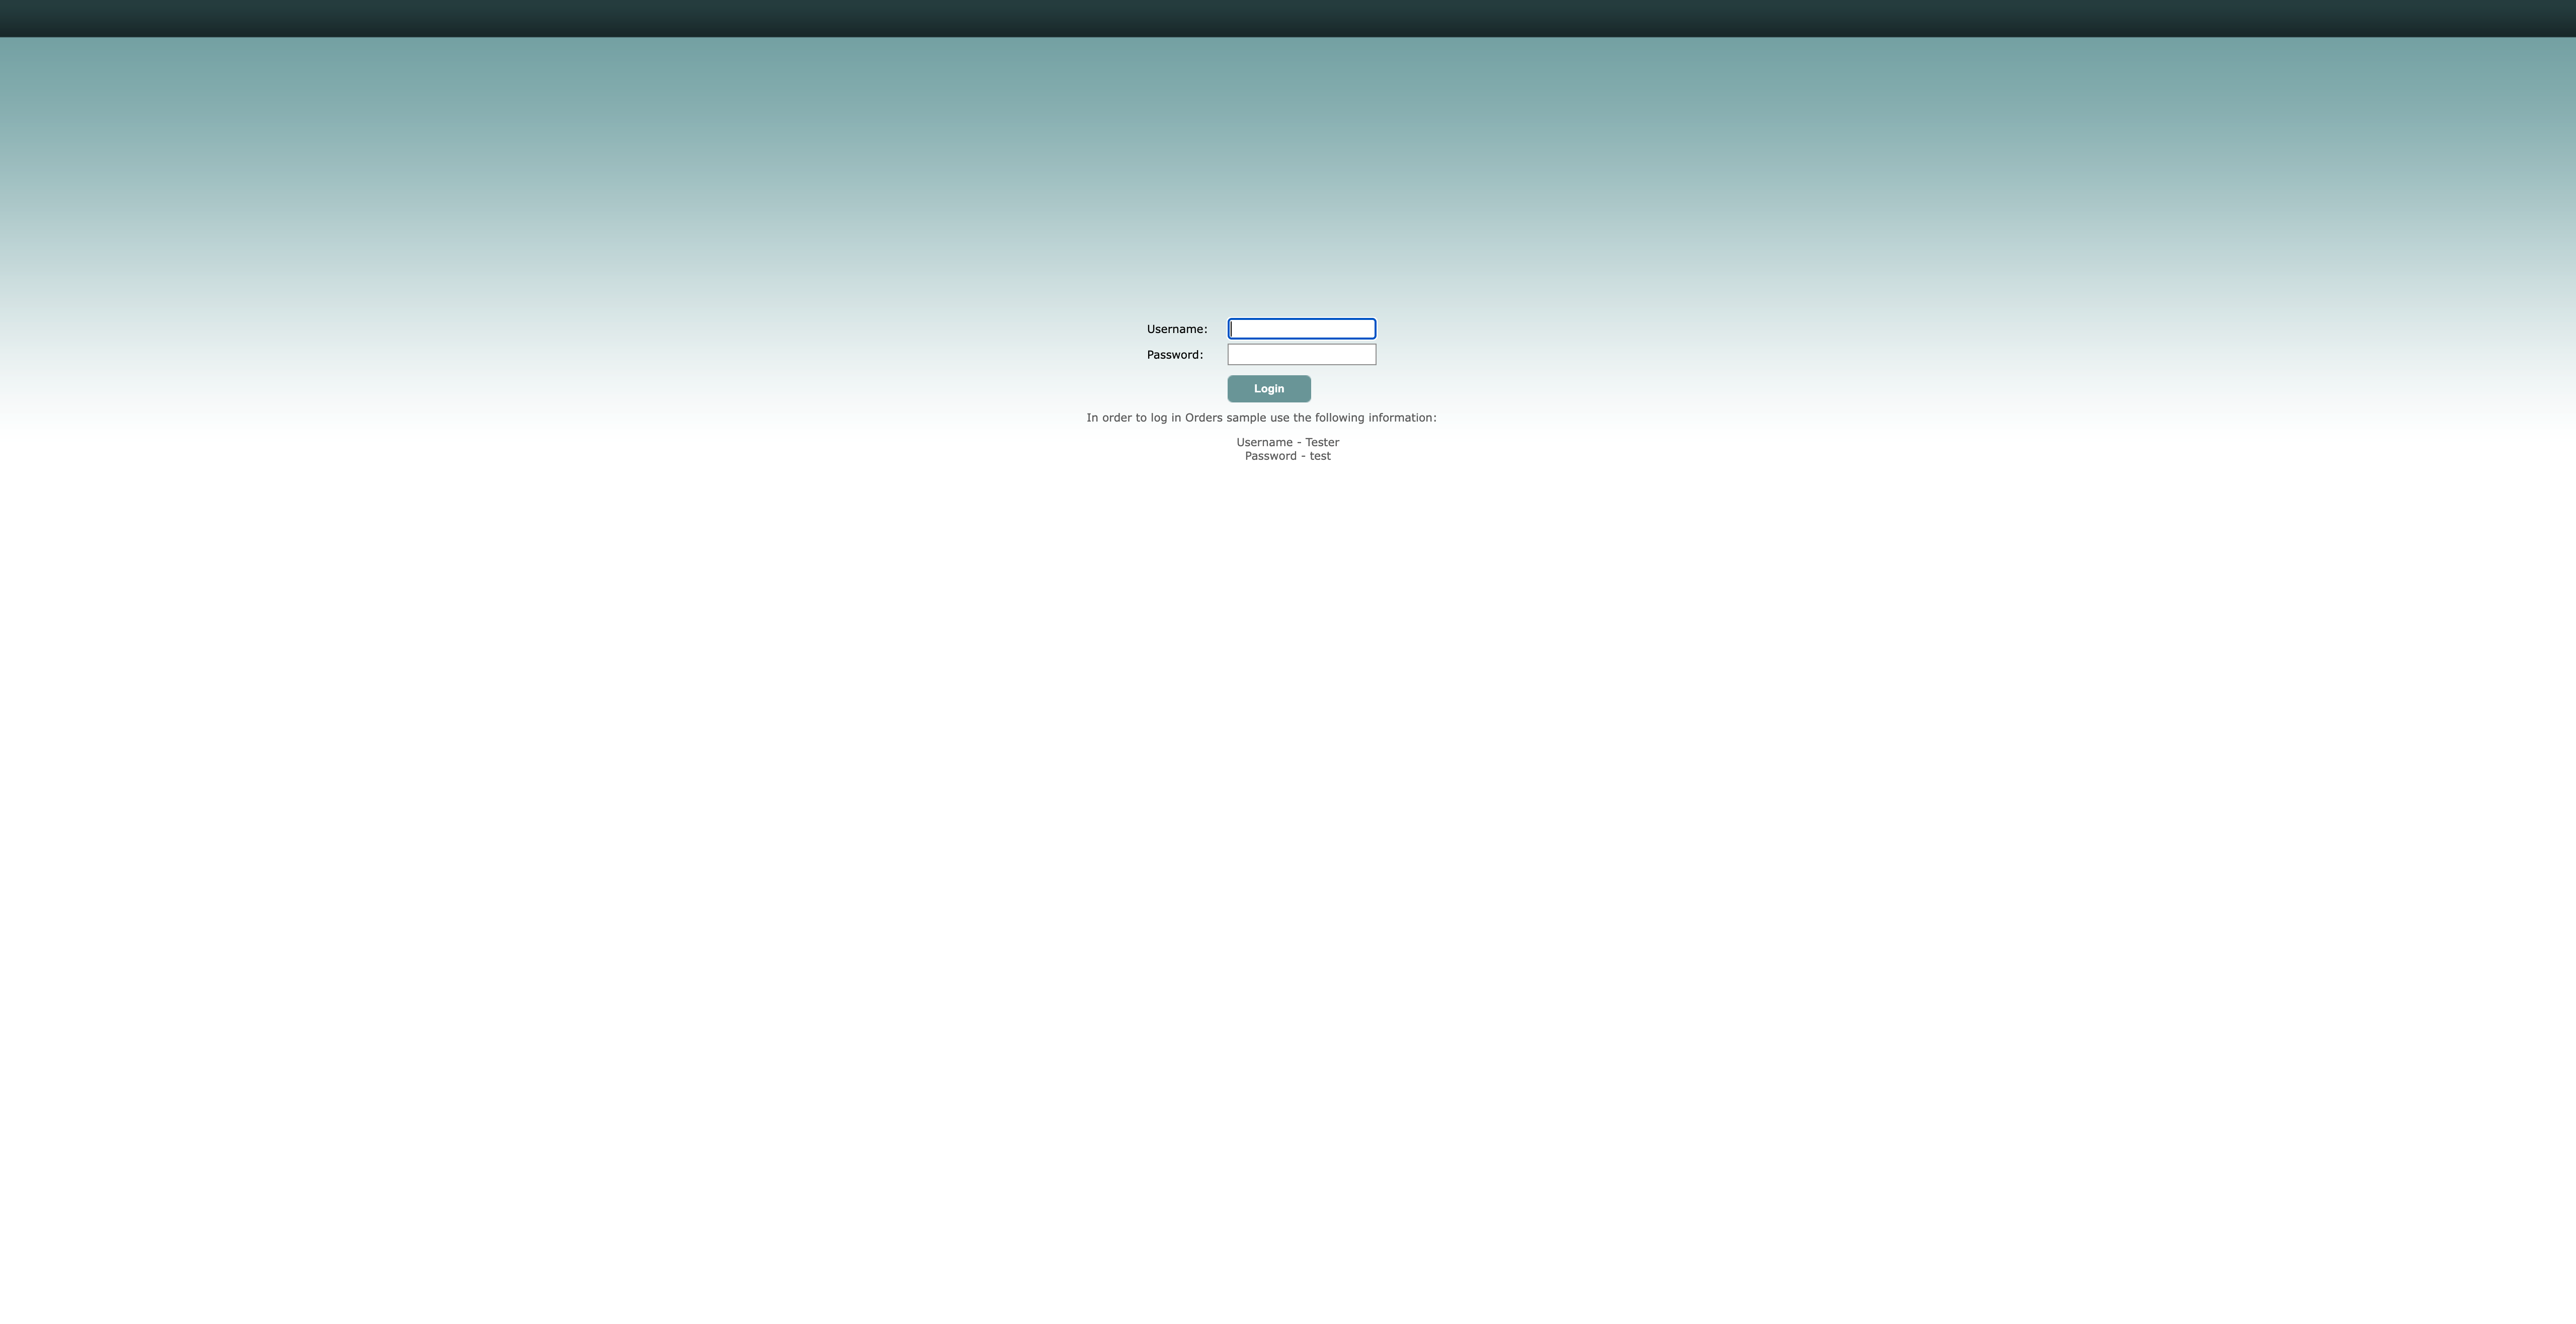 Username:
Password:
Login
In order to log in Orders sample use the following information:
Username - Tester
Password - test